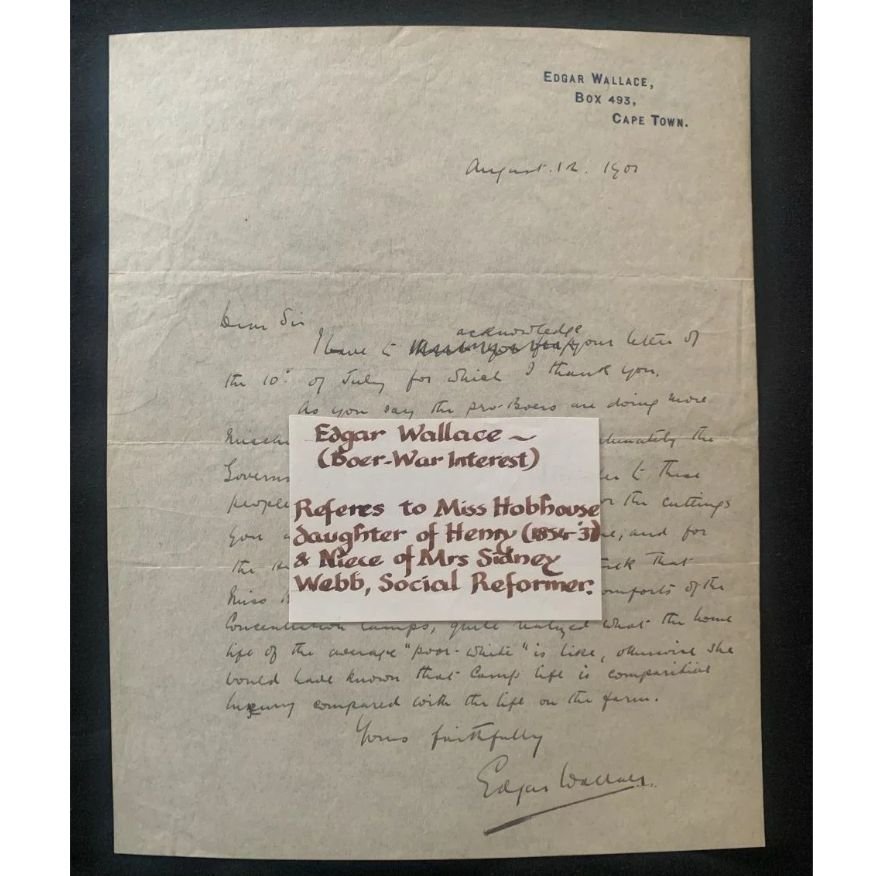 EDGAR WALLACE,
BOX 493,
CAPE TOWN.
August. 12. 1901
Dear Sir
I have to acknowledge your letter of
the 10th of July for which I thank you.
As you say the pro-Boers are doing more
the
Govern to these
people the cuttings
you and for
the that
Miss comforts of the
Concentration Camps, quite realized what the home
life of the average "poor-white" is like, otherwise she
would have known that Camp life is comparitive
luxury compared with the life on the farm.
Yours faithfully
Edgar Wallace.
Edgar Wallace ~
(Boer-War Interest)
Referes to Miss Hobhouse
daughter of Henry (1854-'3)
& Niece of Mrs Sidney
Webb, Social Reformer.